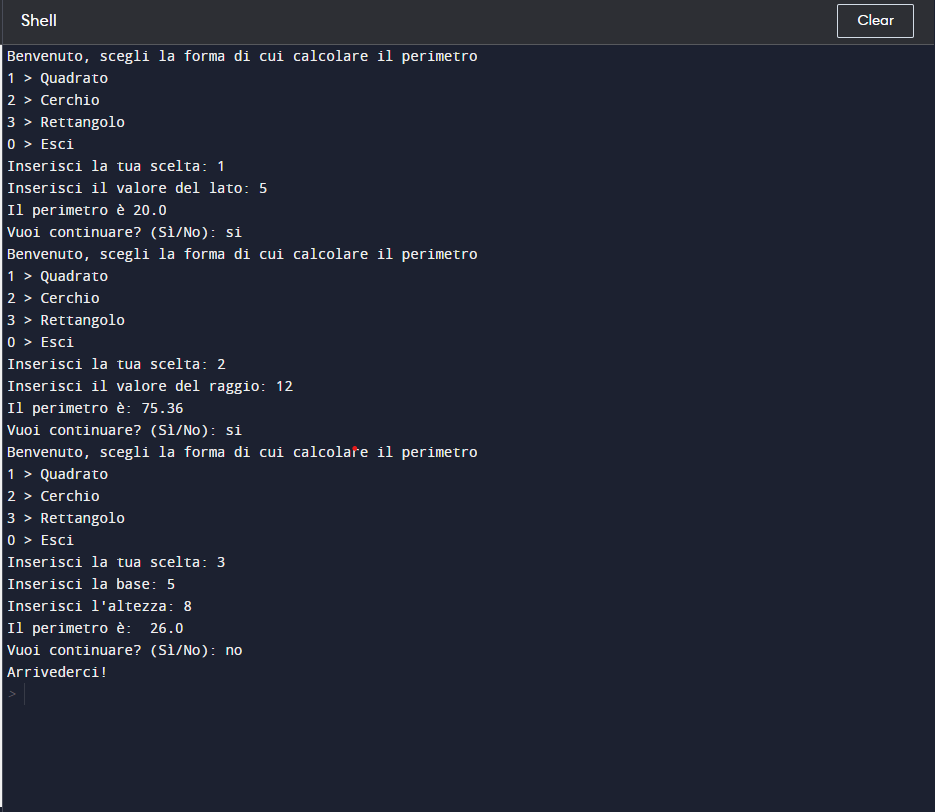 Shell
Clear
Benvenuto, scegli la forma di cui calcolare il perimetro
1 > Quadrato
2 > Cerchio
3 > Rettangolo
0 > Esci
Inserisci la tua scelta: 1
Inserisci il valore del lato: 5
Il perimetro è 20.0
Vuoi continuare? (Sì/No): si
Benvenuto, scegli la forma di cui calcolare il perimetro
1 > Quadrato
2 > Cerchio
3 > Rettangolo
0 > Esci
Inserisci la tua scelta: 2
Inserisci il valore del raggio: 12
Il perimetro è: 75.36
Vuoi continuare? (Sì/No): si
Benvenuto, scegli la forma di cui calcolare il perimetro
1 > Quadrato
2 > Cerchio
3 > Rettangolo
0 > Esci
Inserisci la tua scelta: 3
Inserisci la base: 5
Inserisci l'altezza: 8
Il perimetro è:  26.0
Vuoi continuare? (Sì/No): no
Arrivederci!
>